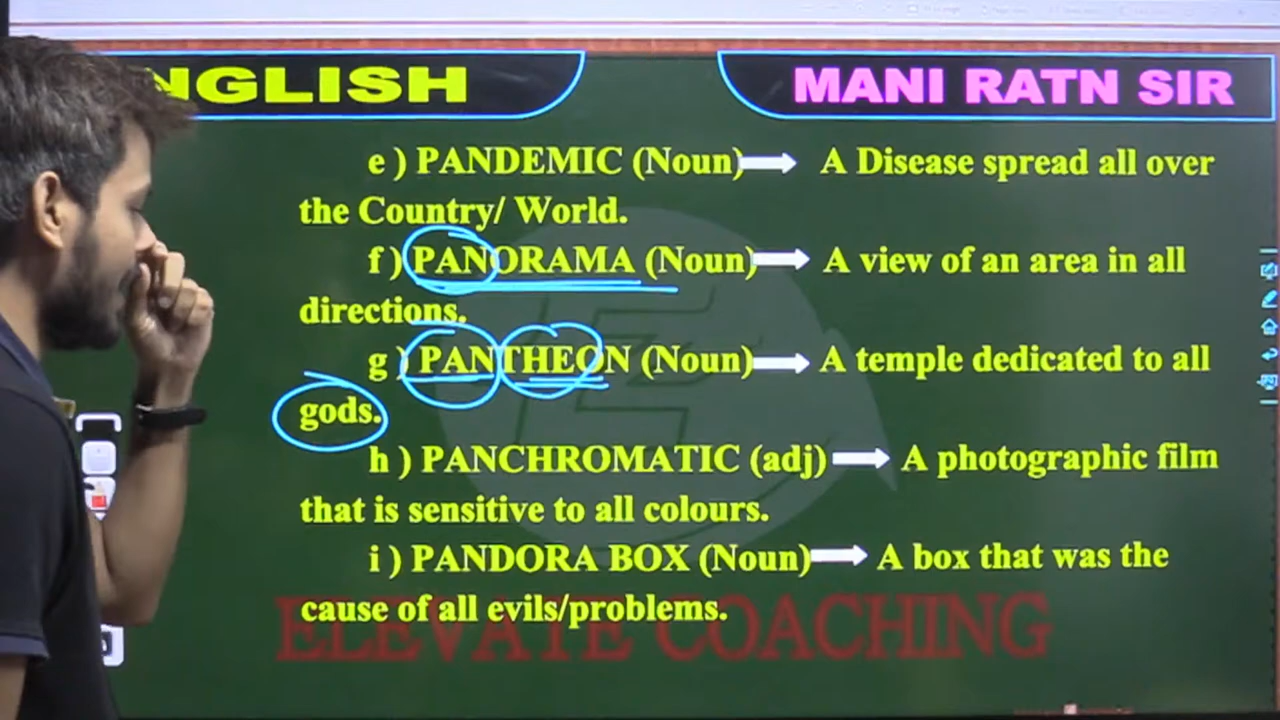 NGLISH
MANI RATN SIR
e ) PANDEMIC (Noun) → A Disease spread all over
the Country/ World.
f ) PANORAMA (Noun) → A view of an area in all
directions.
g ) PANTHEON (Noun) → A temple dedicated to all
gods.
h ) PANCHROMATIC (adj) → A photographic film
that is sensitive to all colours.
i ) PANDORA BOX (Noun) → A box that was the
cause of all evils/problems.
ELEVATE COACHING